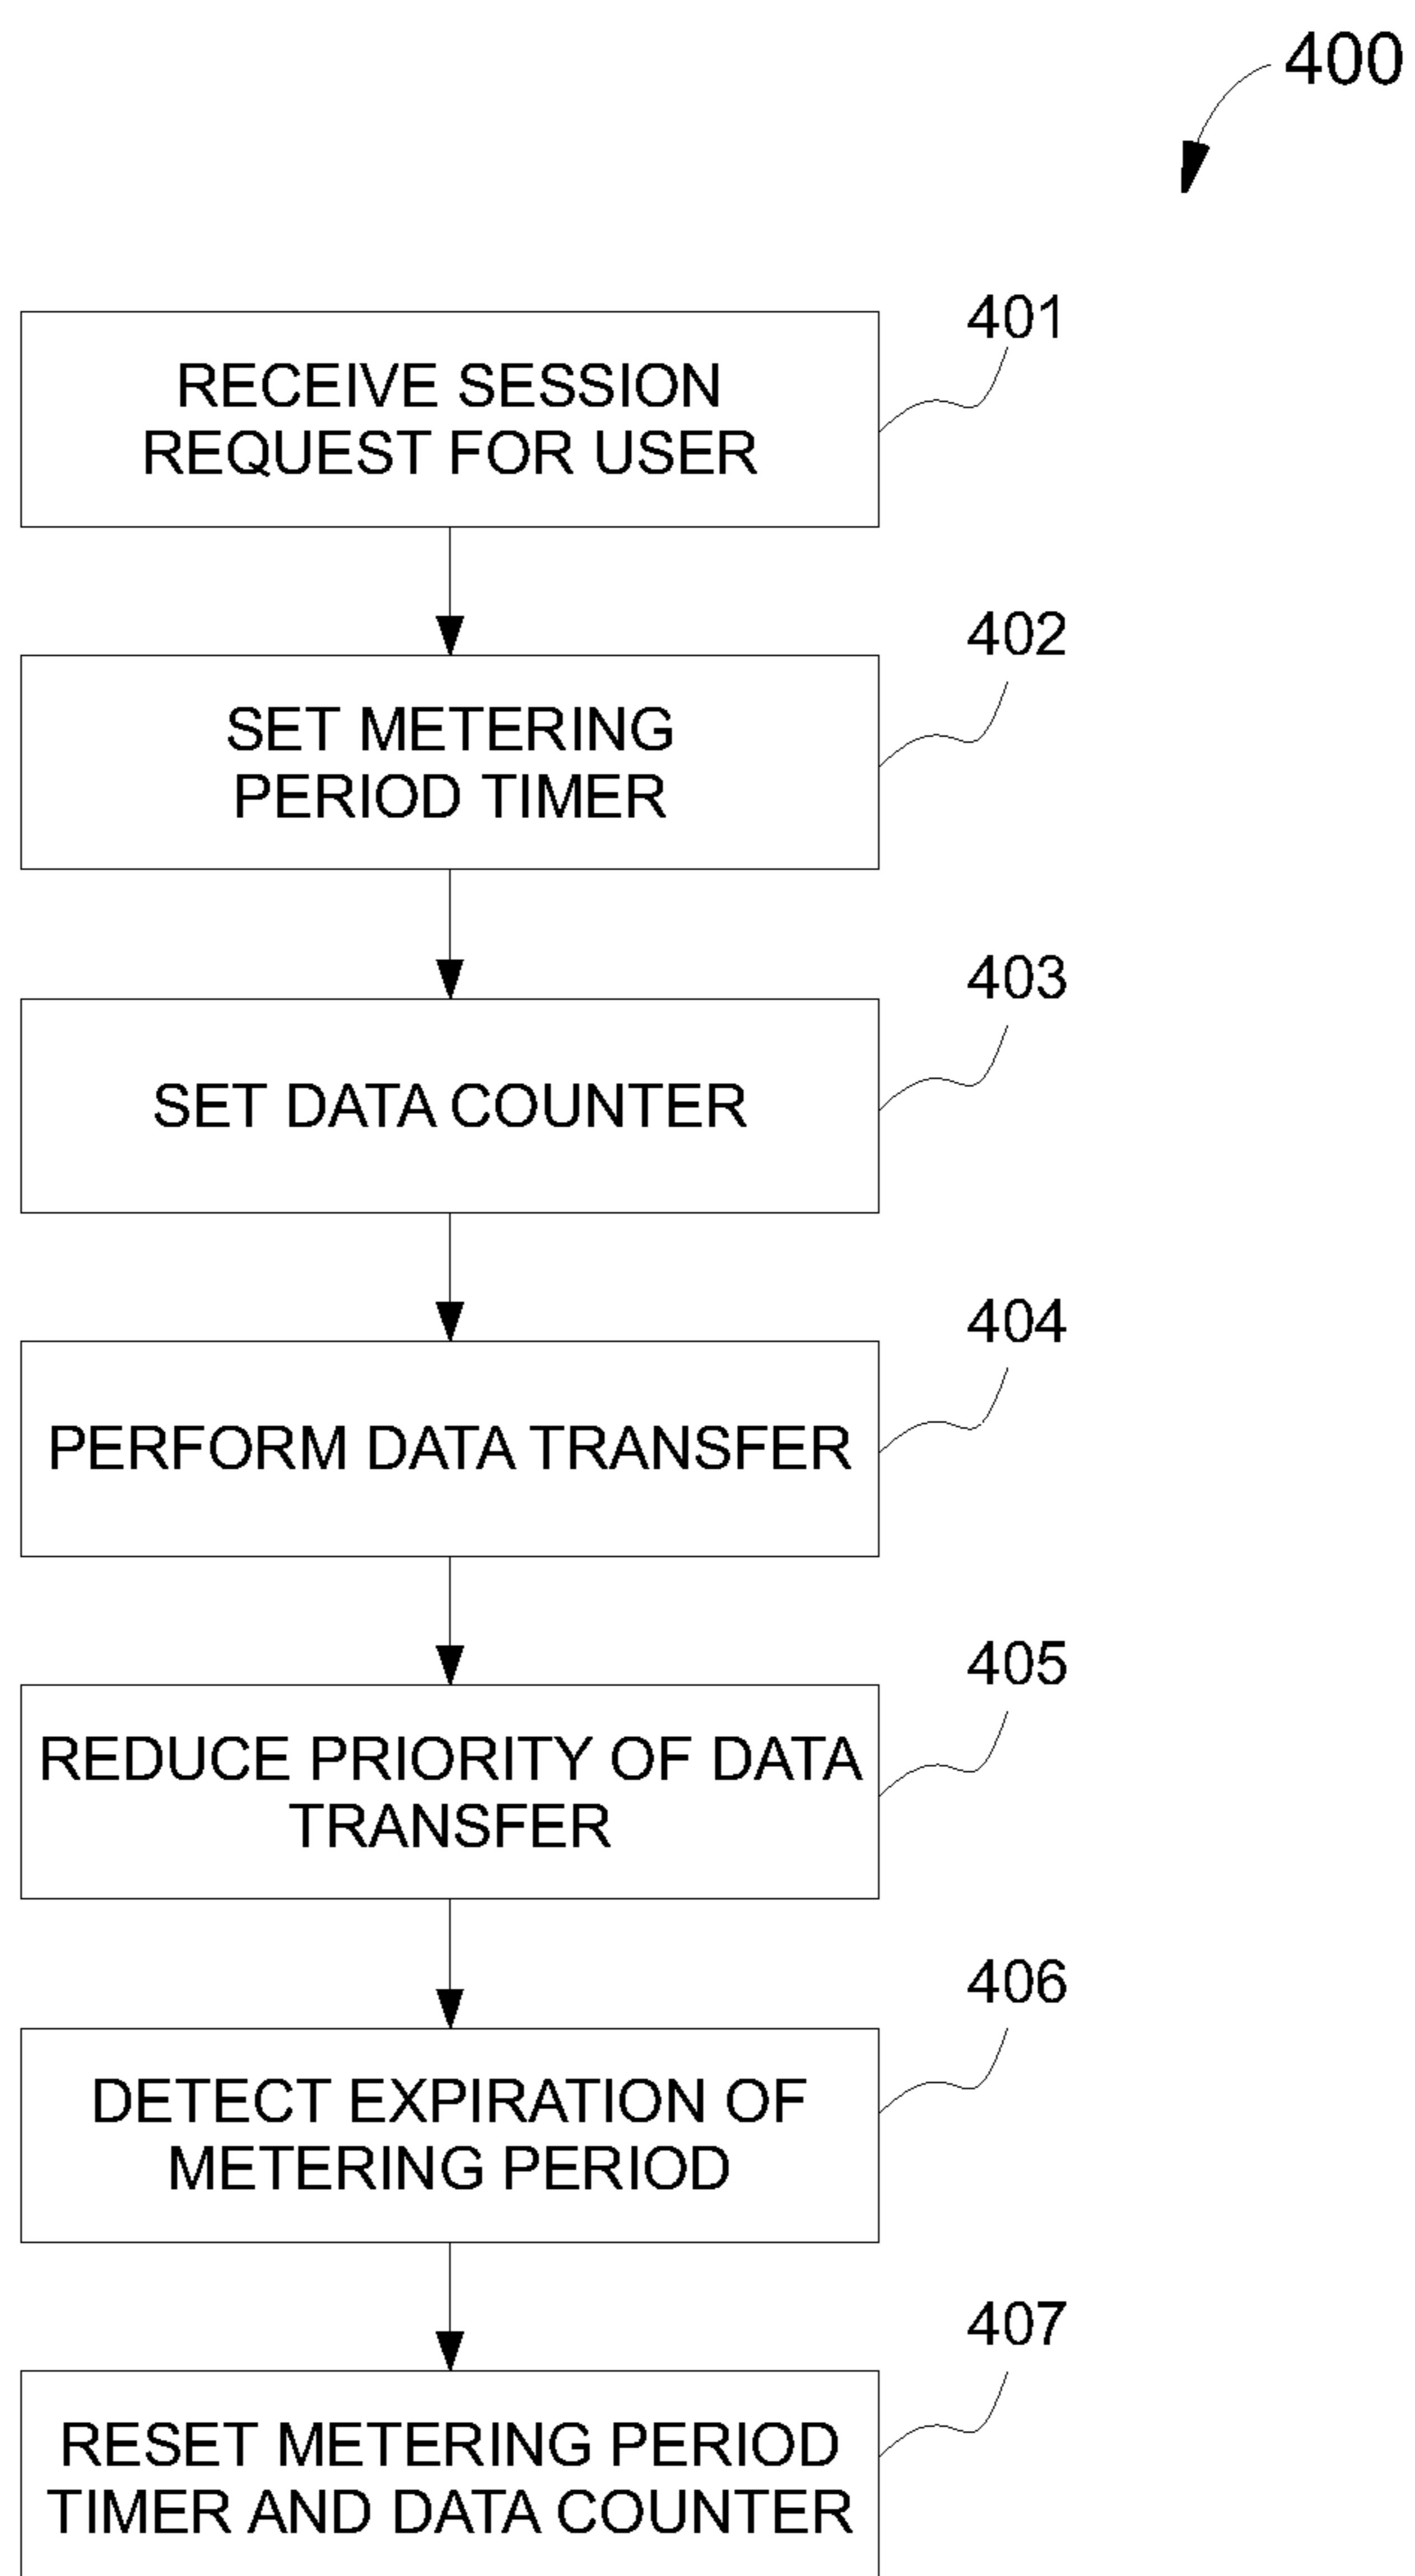 400
401
RECEIVE SESSION
REQUEST FOR USER
402
SET METERING
PERIOD TIMER
403
SET DATA COUNTER
404
PERFORM DATA TRANSFER
405
REDUCE PRIORITY OF DATA
TRANSFER
406
DETECT EXPIRATION OF
METERING PERIOD
407
RESET METERING PERIOD
TIMER AND DATA COUNTER